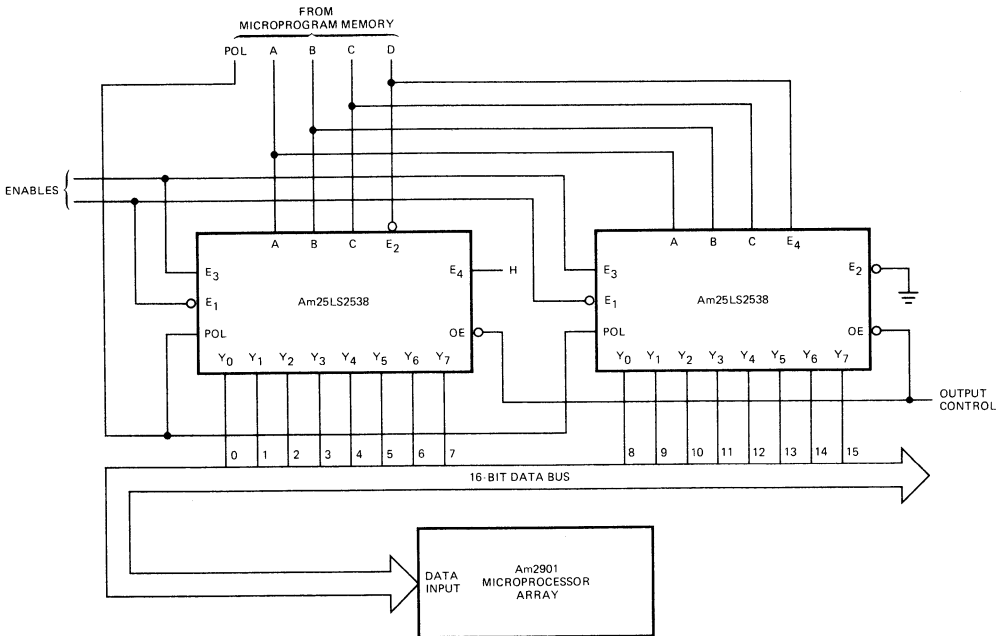 FROM
MICROPROGRAM MEMORY
POL A B C D
ENABLES
A B C E2
E3
E1
POL
Am25LS2538
E4 H
OE
Y0 Y1 Y2 Y3 Y4 Y5 Y6 Y7
A B C E4
E3
E1
POL
Am25LS2538
E2
OE
Y0 Y1 Y2 Y3 Y4 Y5 Y6 Y7
OUTPUT
CONTROL
0 1 2 3 4 5 6 7
8 9 10 11 12 13 14 15
16-BIT DATA BUS
DATA
INPUT
Am2901
MICROPROCESSOR
ARRAY